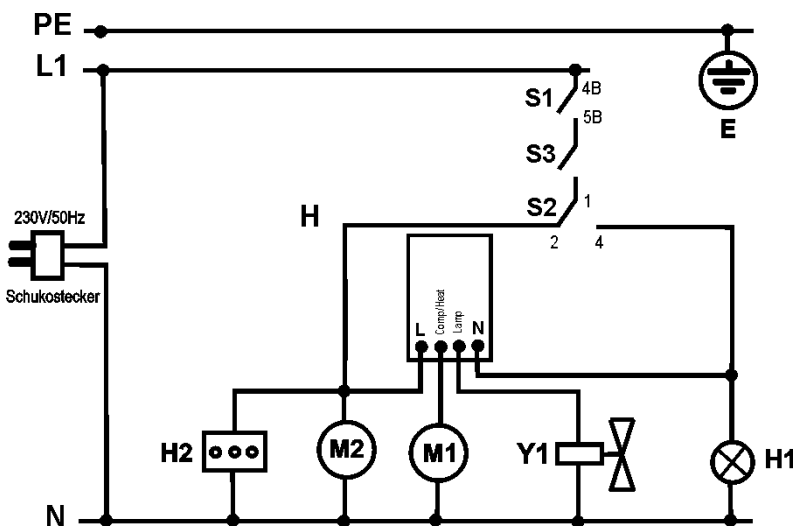 PE
L1
S1
4B
5B
E
S3
230V/50Hz
H
S2
1
2
4
Schukostecker
L
Comp/Heat
Lamp
N
H2
M2
M1
Y1
H1
N